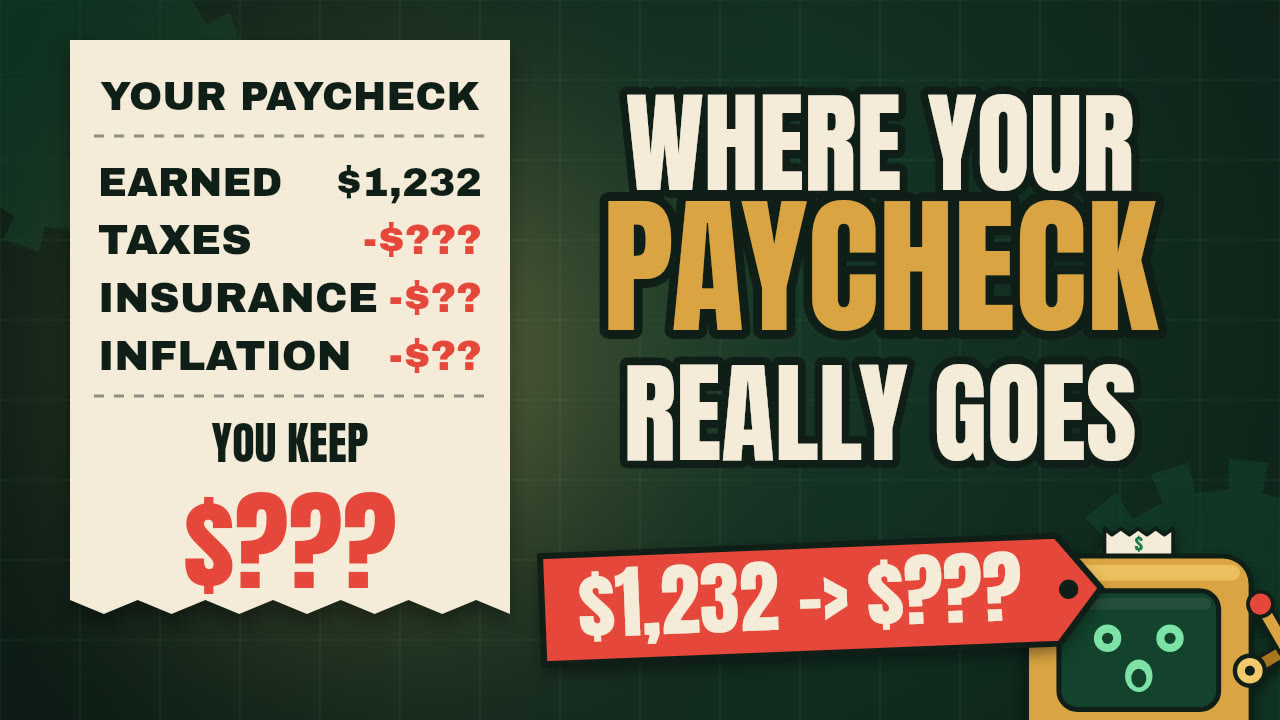 YOUR PAYCHECK
EARNED $1,232
TAXES -$???
INSURANCE -$??
INFLATION -$??
YOU KEEP
$???
WHERE YOUR
PAYCHECK
REALLY GOES
$1,232 -> $???
$